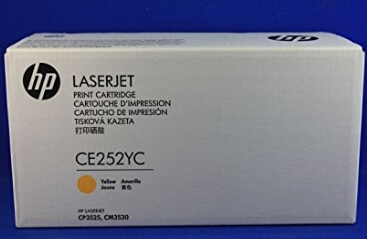 hp
LASERJET
PRINT CARTRIDGE
CARTOUCHE D'IMPRESSION
CARTUCHO DE IMPRESIÓN
TISKOVÁ KAZETA
打印硒鼓
CE252YC
Yellow Amarillo
Jaune 黄色
HP LASERJET
CP3525, CM3530